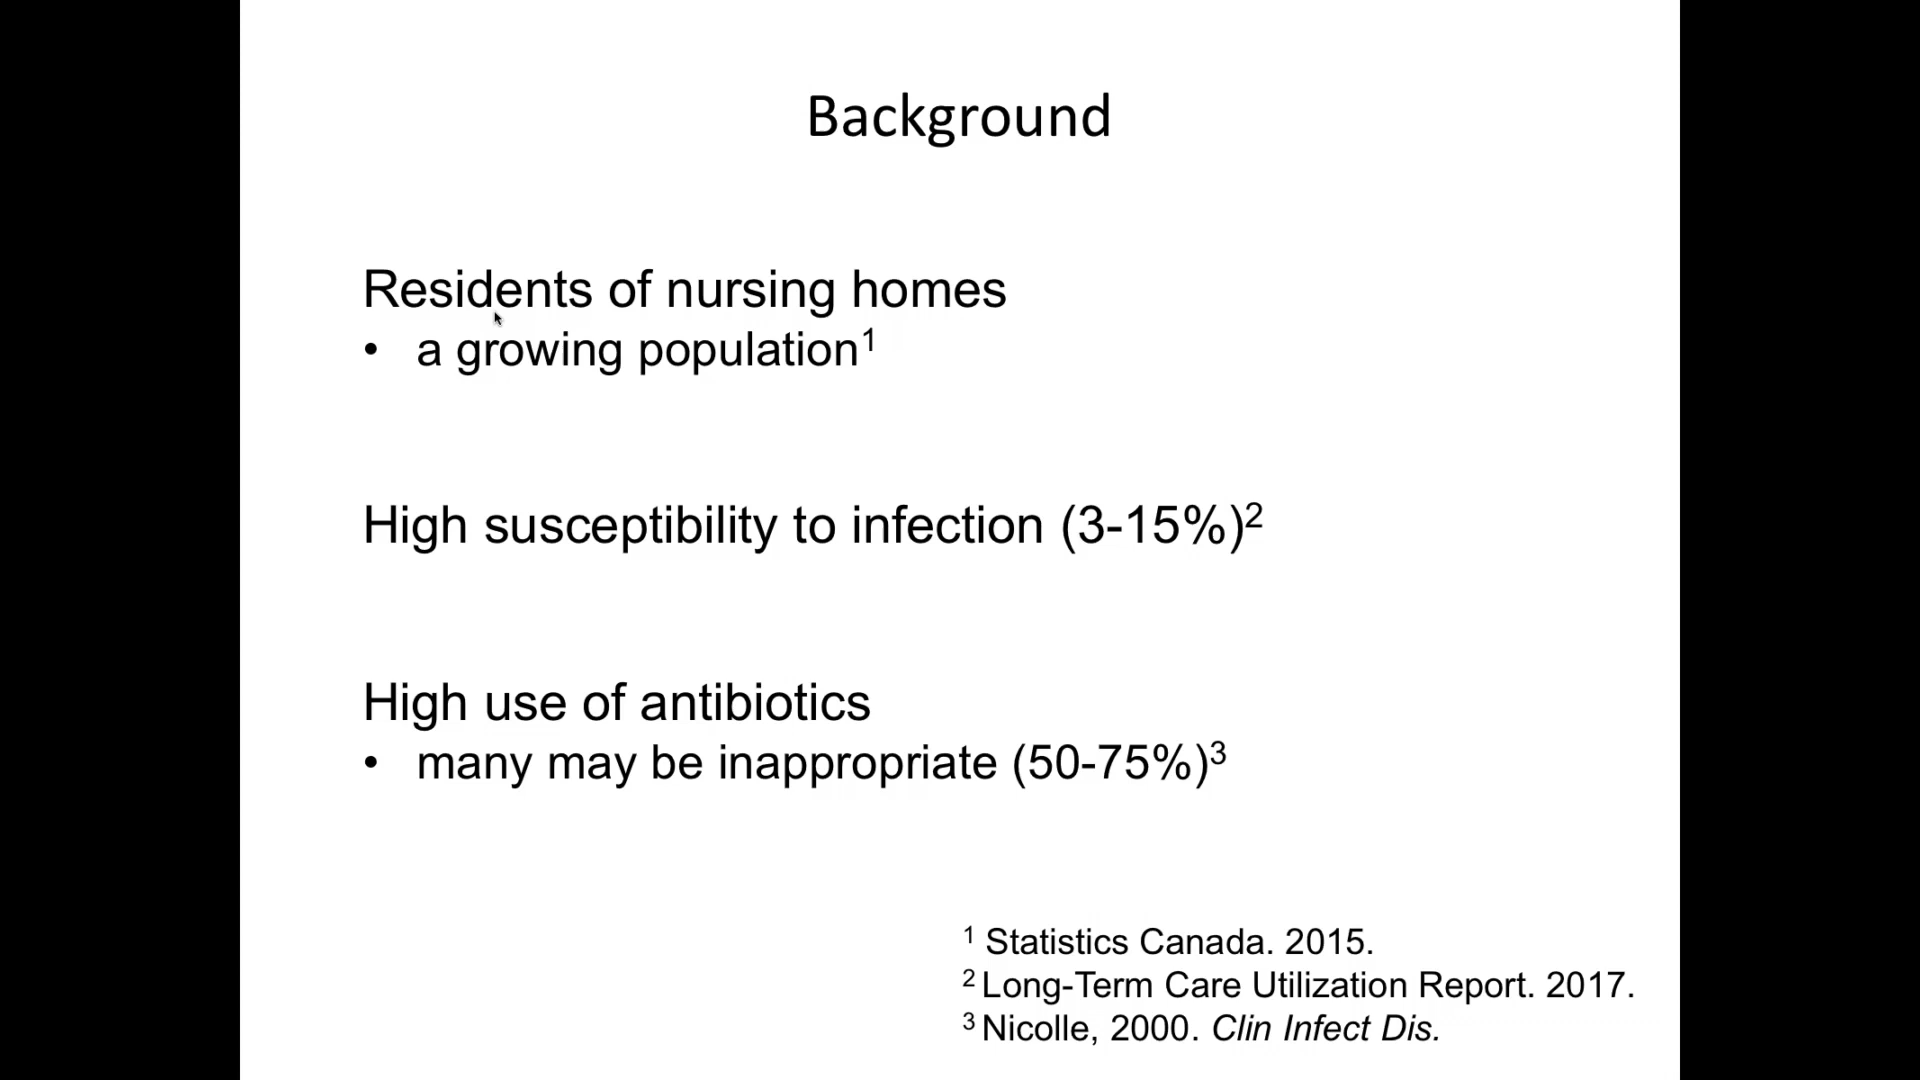 Background
Residents of nursing homes
• a growing population¹
High susceptibility to infection (3-15%)²
High use of antibiotics
• many may be inappropriate (50-75%)³
¹ Statistics Canada. 2015.
² Long-Term Care Utilization Report. 2017.
³ Nicolle, 2000. Clin Infect Dis.